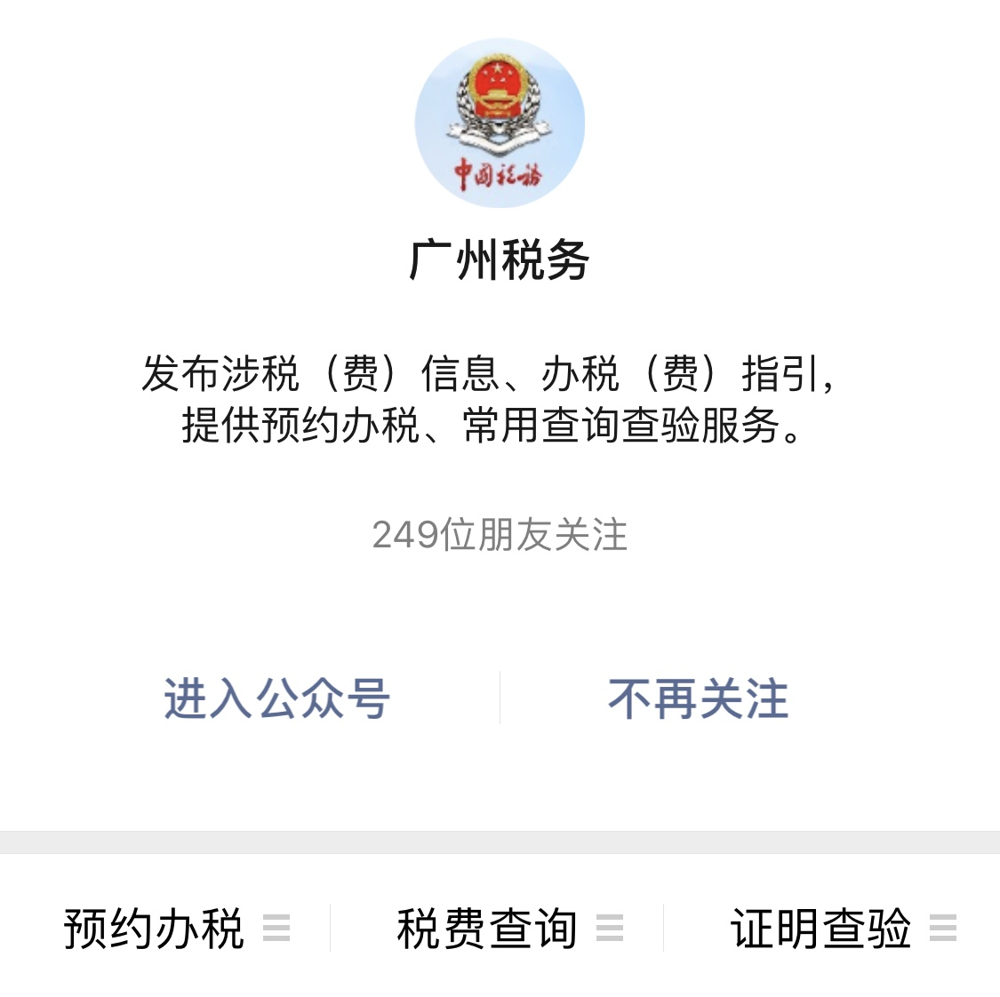 中国税务
广州税务
发布涉税（费）信息、办税（费）指引，
提供预约办税、常用查询查验服务。
249位朋友关注
进入公众号
不再关注
预约办税
税费查询
证明查验